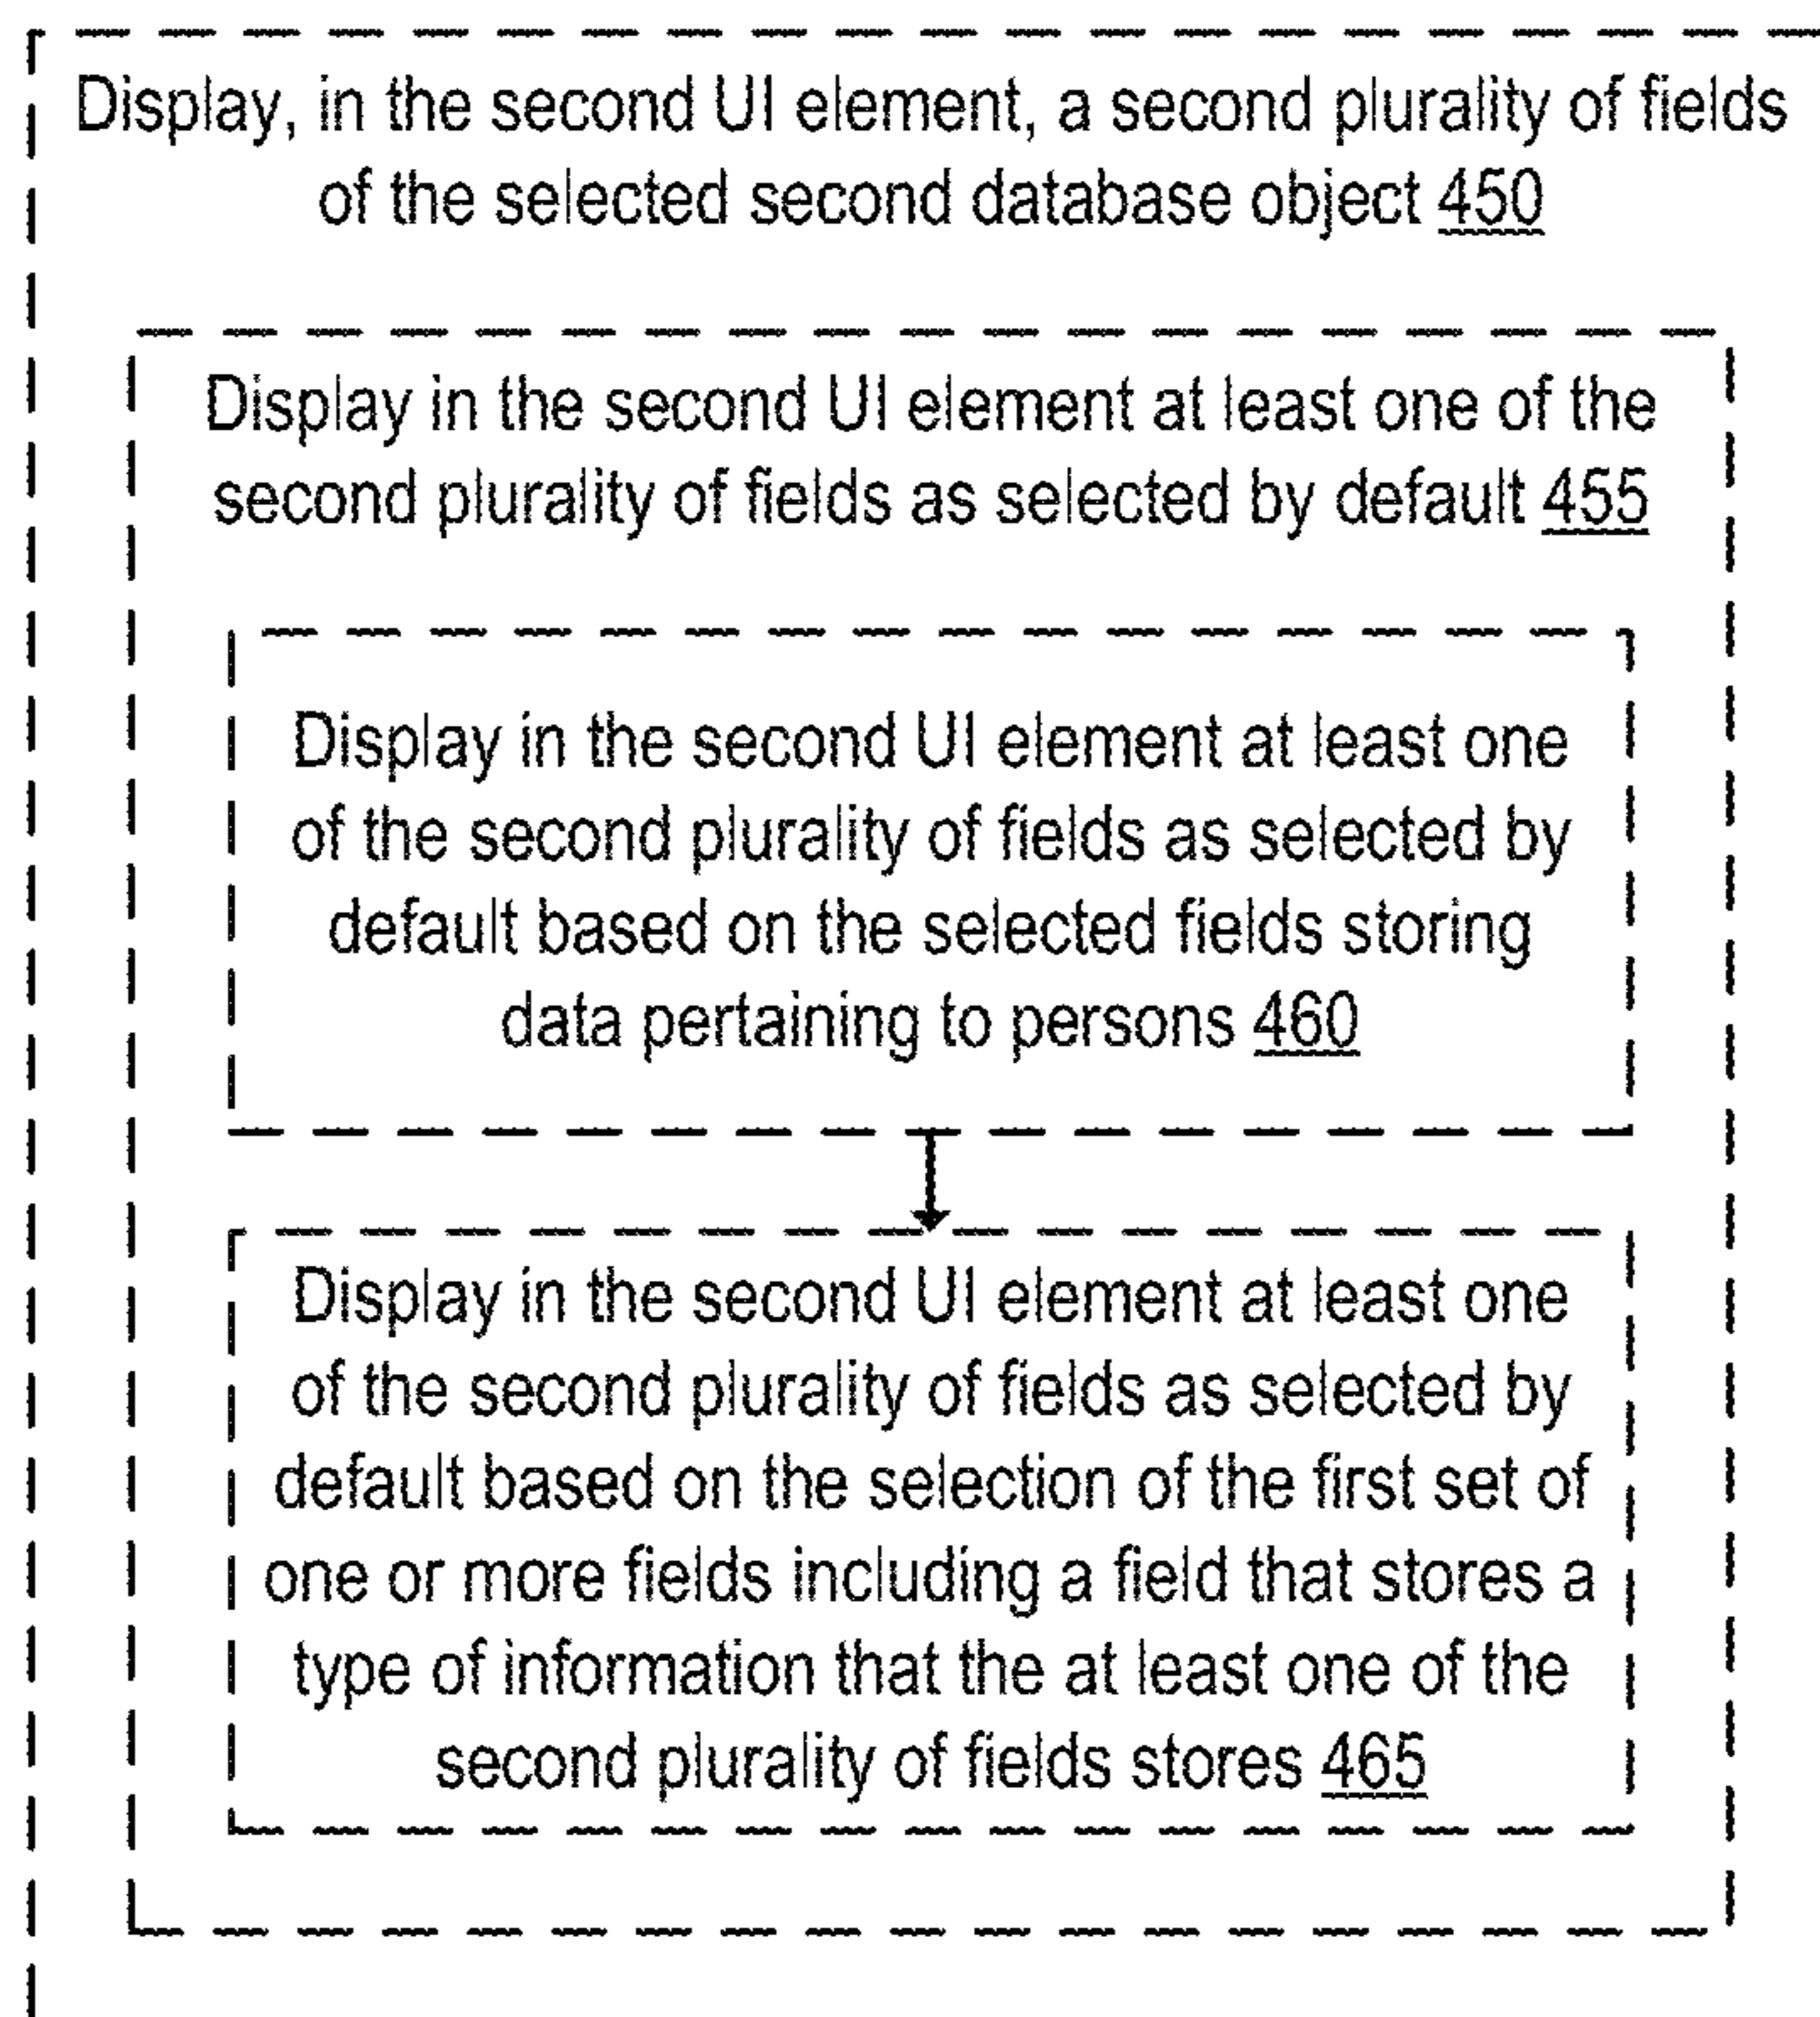 Display, in the second UI element, a second plurality of fields
of the selected second database object 450
Display in the second UI element at least one of the
second plurality of fields as selected by default 455
Display in the second UI element at least one
of the second plurality of fields as selected by
default based on the selected fields storing
data pertaining to persons 460
Display in the second UI element at least one
of the second plurality of fields as selected by
default based on the selection of the first set of
one or more fields including a field that stores a
type of information that the at least one of the
second plurality of fields stores 465